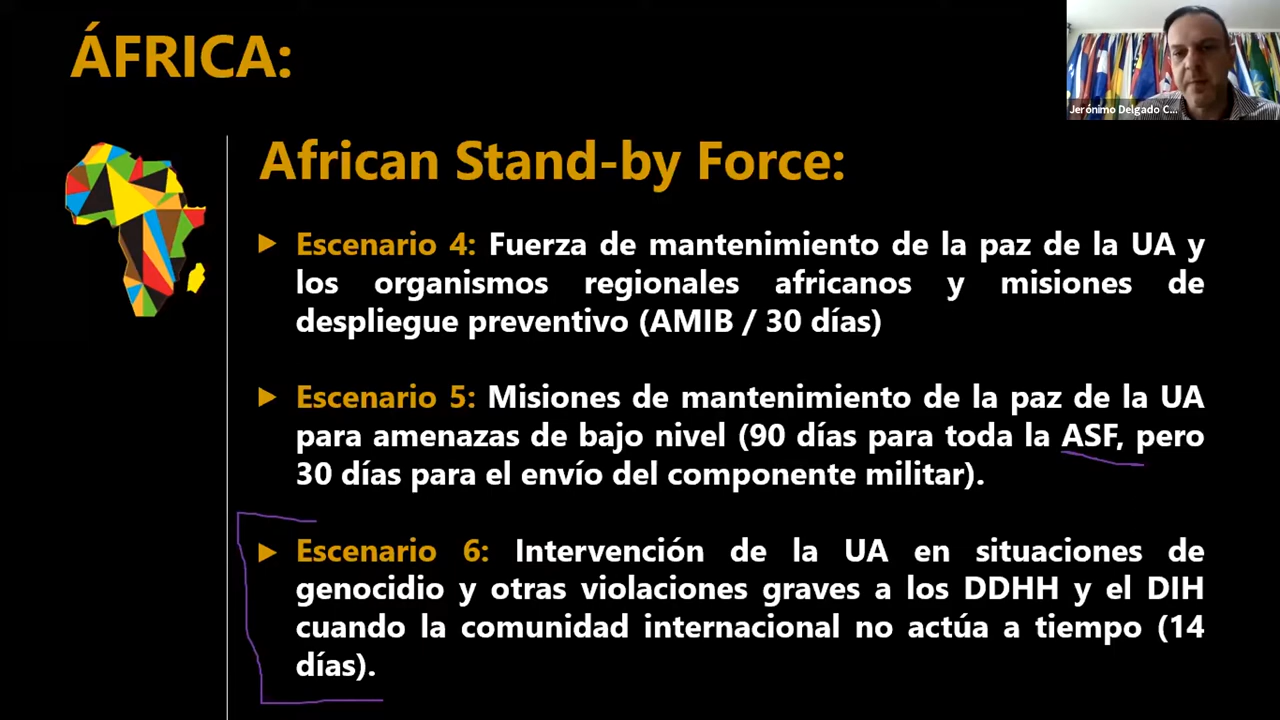 ÁFRICA:
Jerónimo Delgado C...
African Stand-by Force:
Escenario 4: Fuerza de mantenimiento de la paz de la UA y
los organismos regionales africanos y misiones de
despliegue preventivo (AMIB / 30 días)
Escenario 5: Misiones de mantenimiento de la paz de la UA
para amenazas de bajo nivel (90 días para toda la ASF, pero
30 días para el envío del componente militar).
Escenario 6: Intervención de la UA en situaciones de
genocidio y otras violaciones graves a los DDHH y el DIH
cuando la comunidad internacional no actúa a tiempo (14
días).